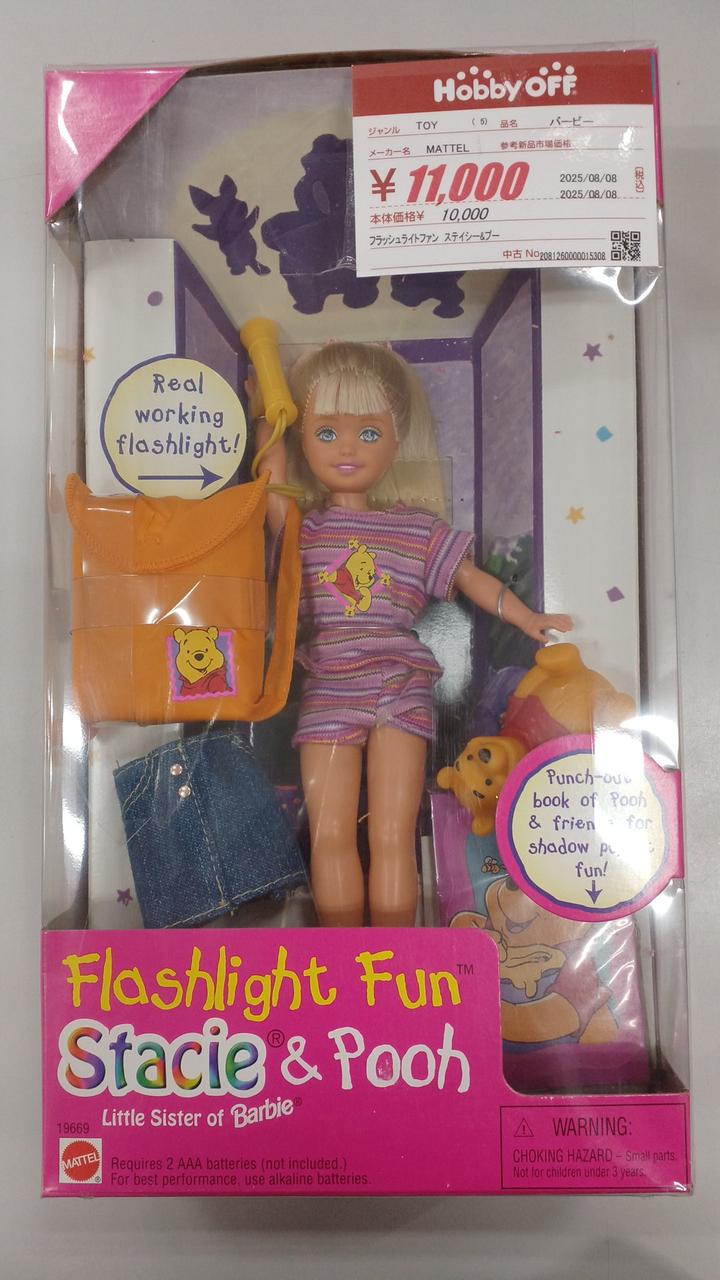 Hobby OFF
ジャンル TOY (5) 品名 バービー
メーカー名 MATTEL 参考新品市場価格
¥ 11,000 2025/08/08 (税込)
2025/08/08
本体価格¥ 10,000
フラッシュライトファン ステイシー&プー
中古 No 2081260000015308
Real
working
flashlight!
Punch-out
book of Pooh
& friends for
shadow
fun!
Flashlight Fun™
Stacie® & Pooh
Little Sister of Barbie®
19669
MATTEL
®
Requires 2 AAA batteries (not included.)
For best performance, use alkaline batteries.
⚠ WARNING:
CHOKING HAZARD – Small parts.
Not for children under 3 years.